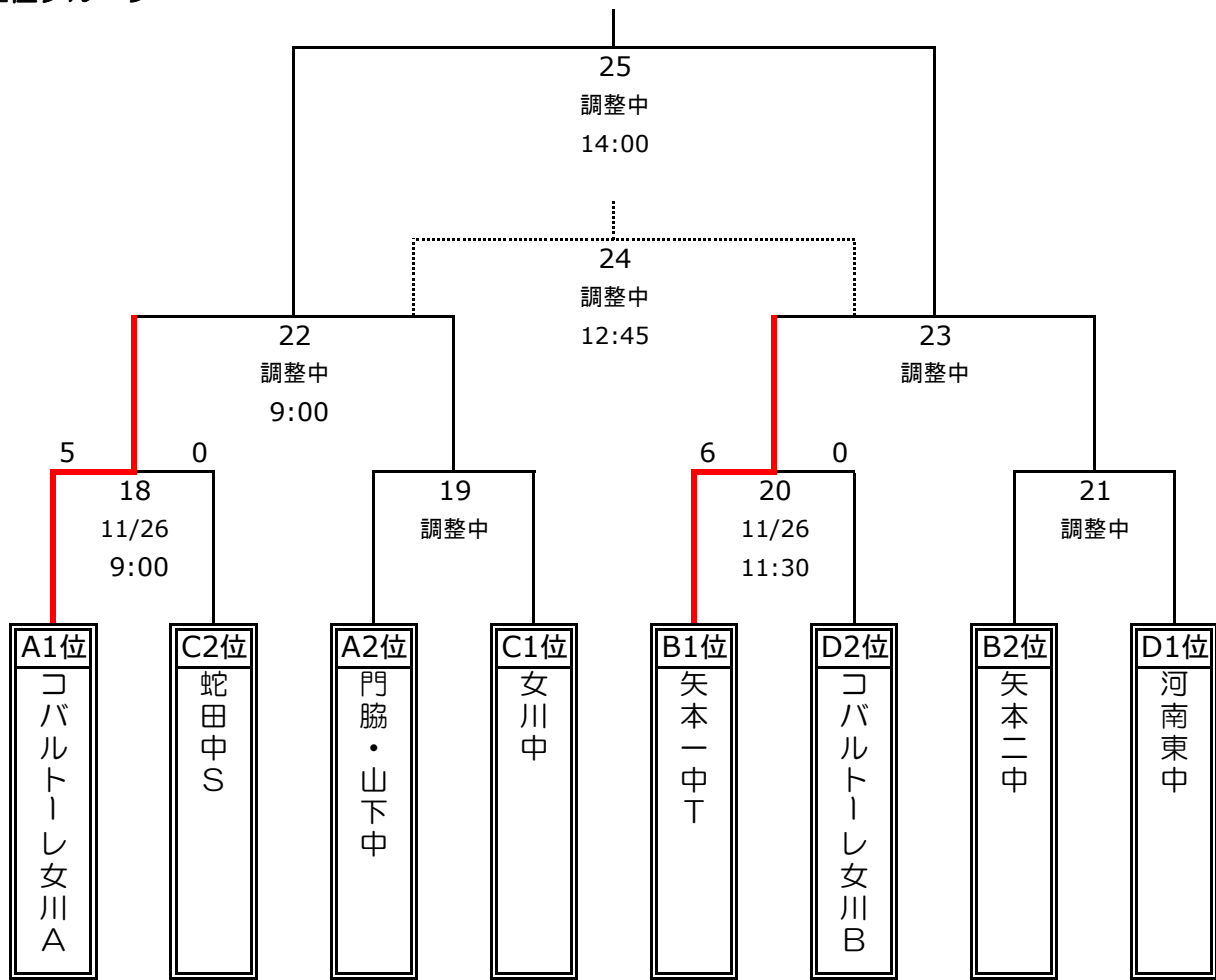 25
調整中
14:00
24
調整中
12:45
22
調整中
9:00
23
調整中
5 0
18
11/26
9:00
19
調整中
6 0
20
11/26
11:30
21
調整中
A1位
コバルトーレ女川A
C2位
蛇田中S
A2位
門脇・山下中
C1位
女川中
B1位
矢本一中T
D2位
コバルトーレ女川B
B2位
矢本二中
D1位
河南東中